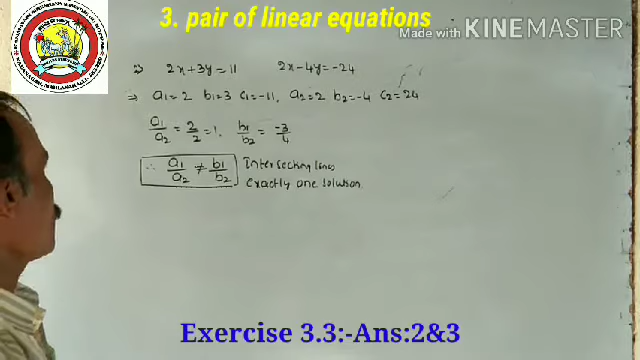 3. pair of linear equations
Made with KINEMASTER
2x+3y=11 2x-4y=-24
⇒ a1=2 b1=3 c1=-11, a2=2 b2=-4 c2=24
a1/a2 = 2/2 = 1. b1/b2 = -3/4
∴ a1/a2 ≠ b1/b2 Intersecting lines
exactly one solution
Exercise 3.3:-Ans:2&3